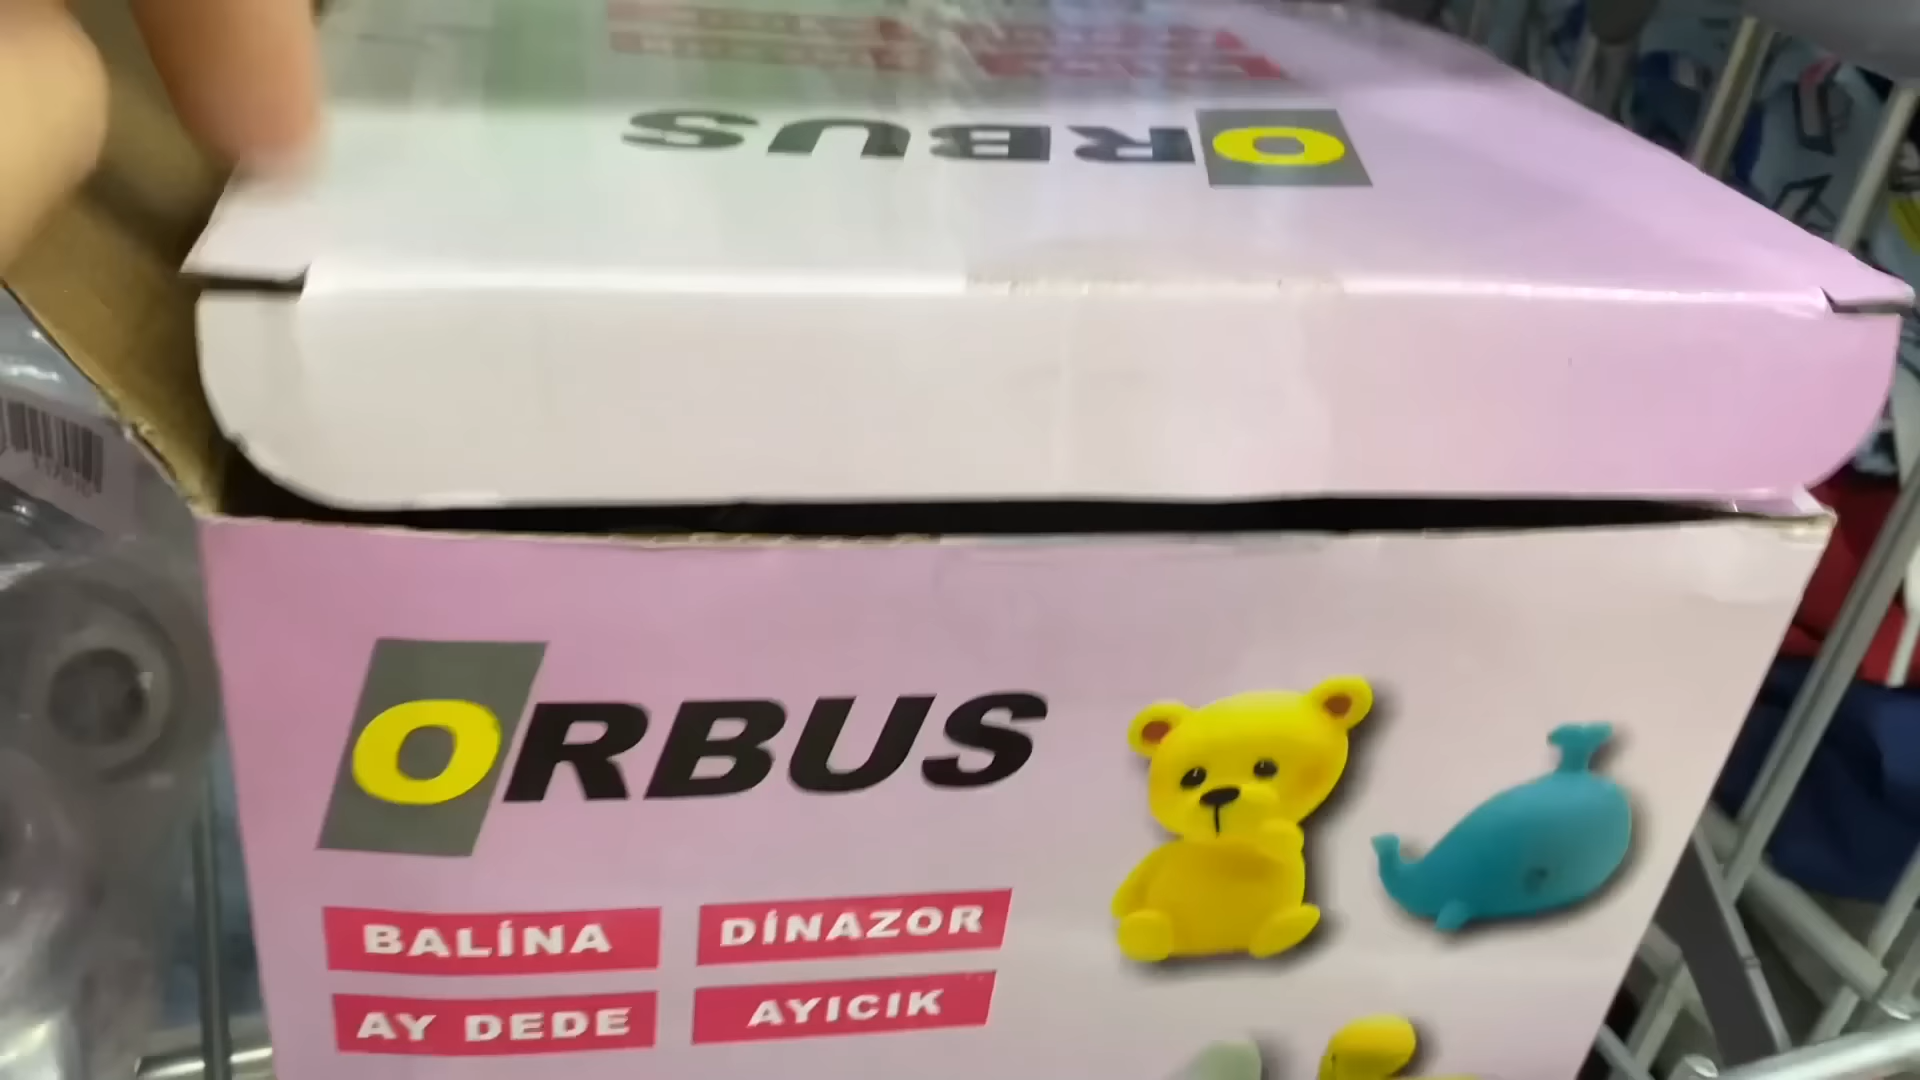 ORBUS
ORBUS
BALİNA
DİNAZOR
AY DEDE
AYICIK